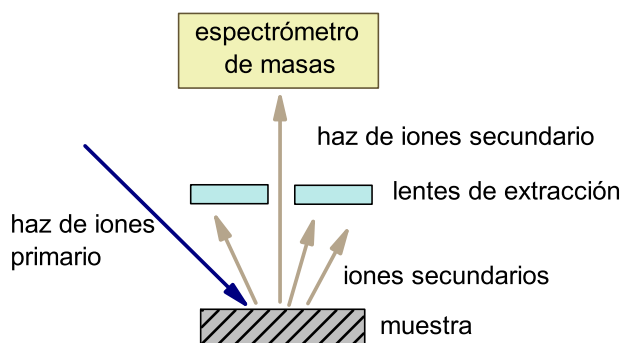 espectrómetro
de masas
haz de iones secundario
lentes de extracción
haz de iones
primario
iones secundarios
muestra